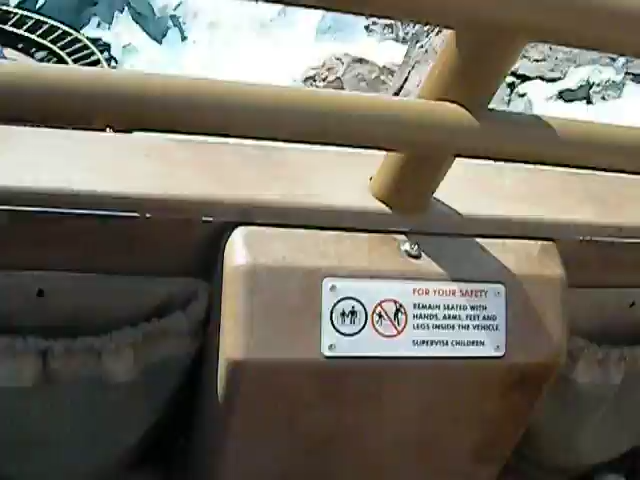 FOR YOUR SAFETY
REMAIN SEATED WITH
HANDS, ARMS, FEET AND
LEGS INSIDE THE VEHICLE
SUPERVISE CHILDREN